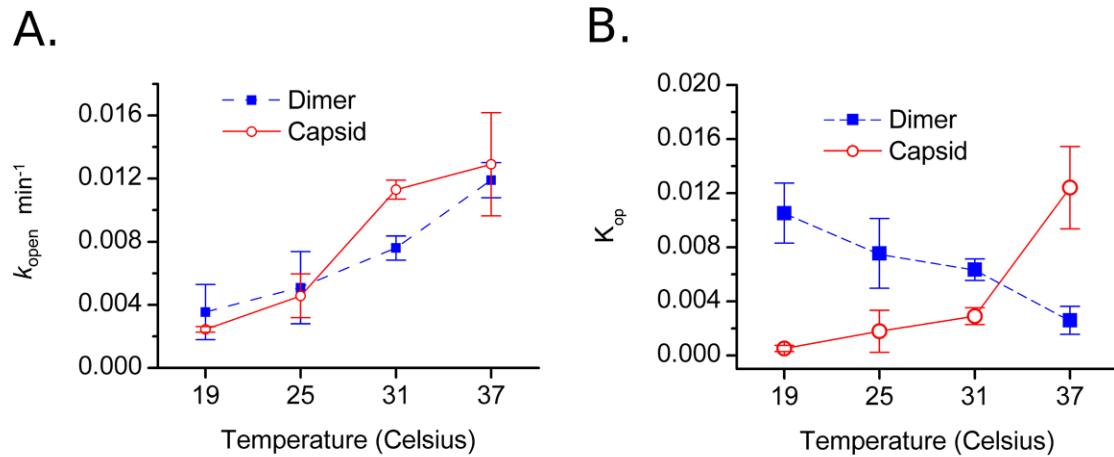 A.
k_open min⁻¹
0.016
0.012
0.008
0.004
0.000
Dimer
Capsid
19 25 31 37
Temperature (Celsius)
B.
K_op
0.020
0.016
0.012
0.008
0.004
0.000
Dimer
Capsid
19 25 31 37
Temperature (Celsius)